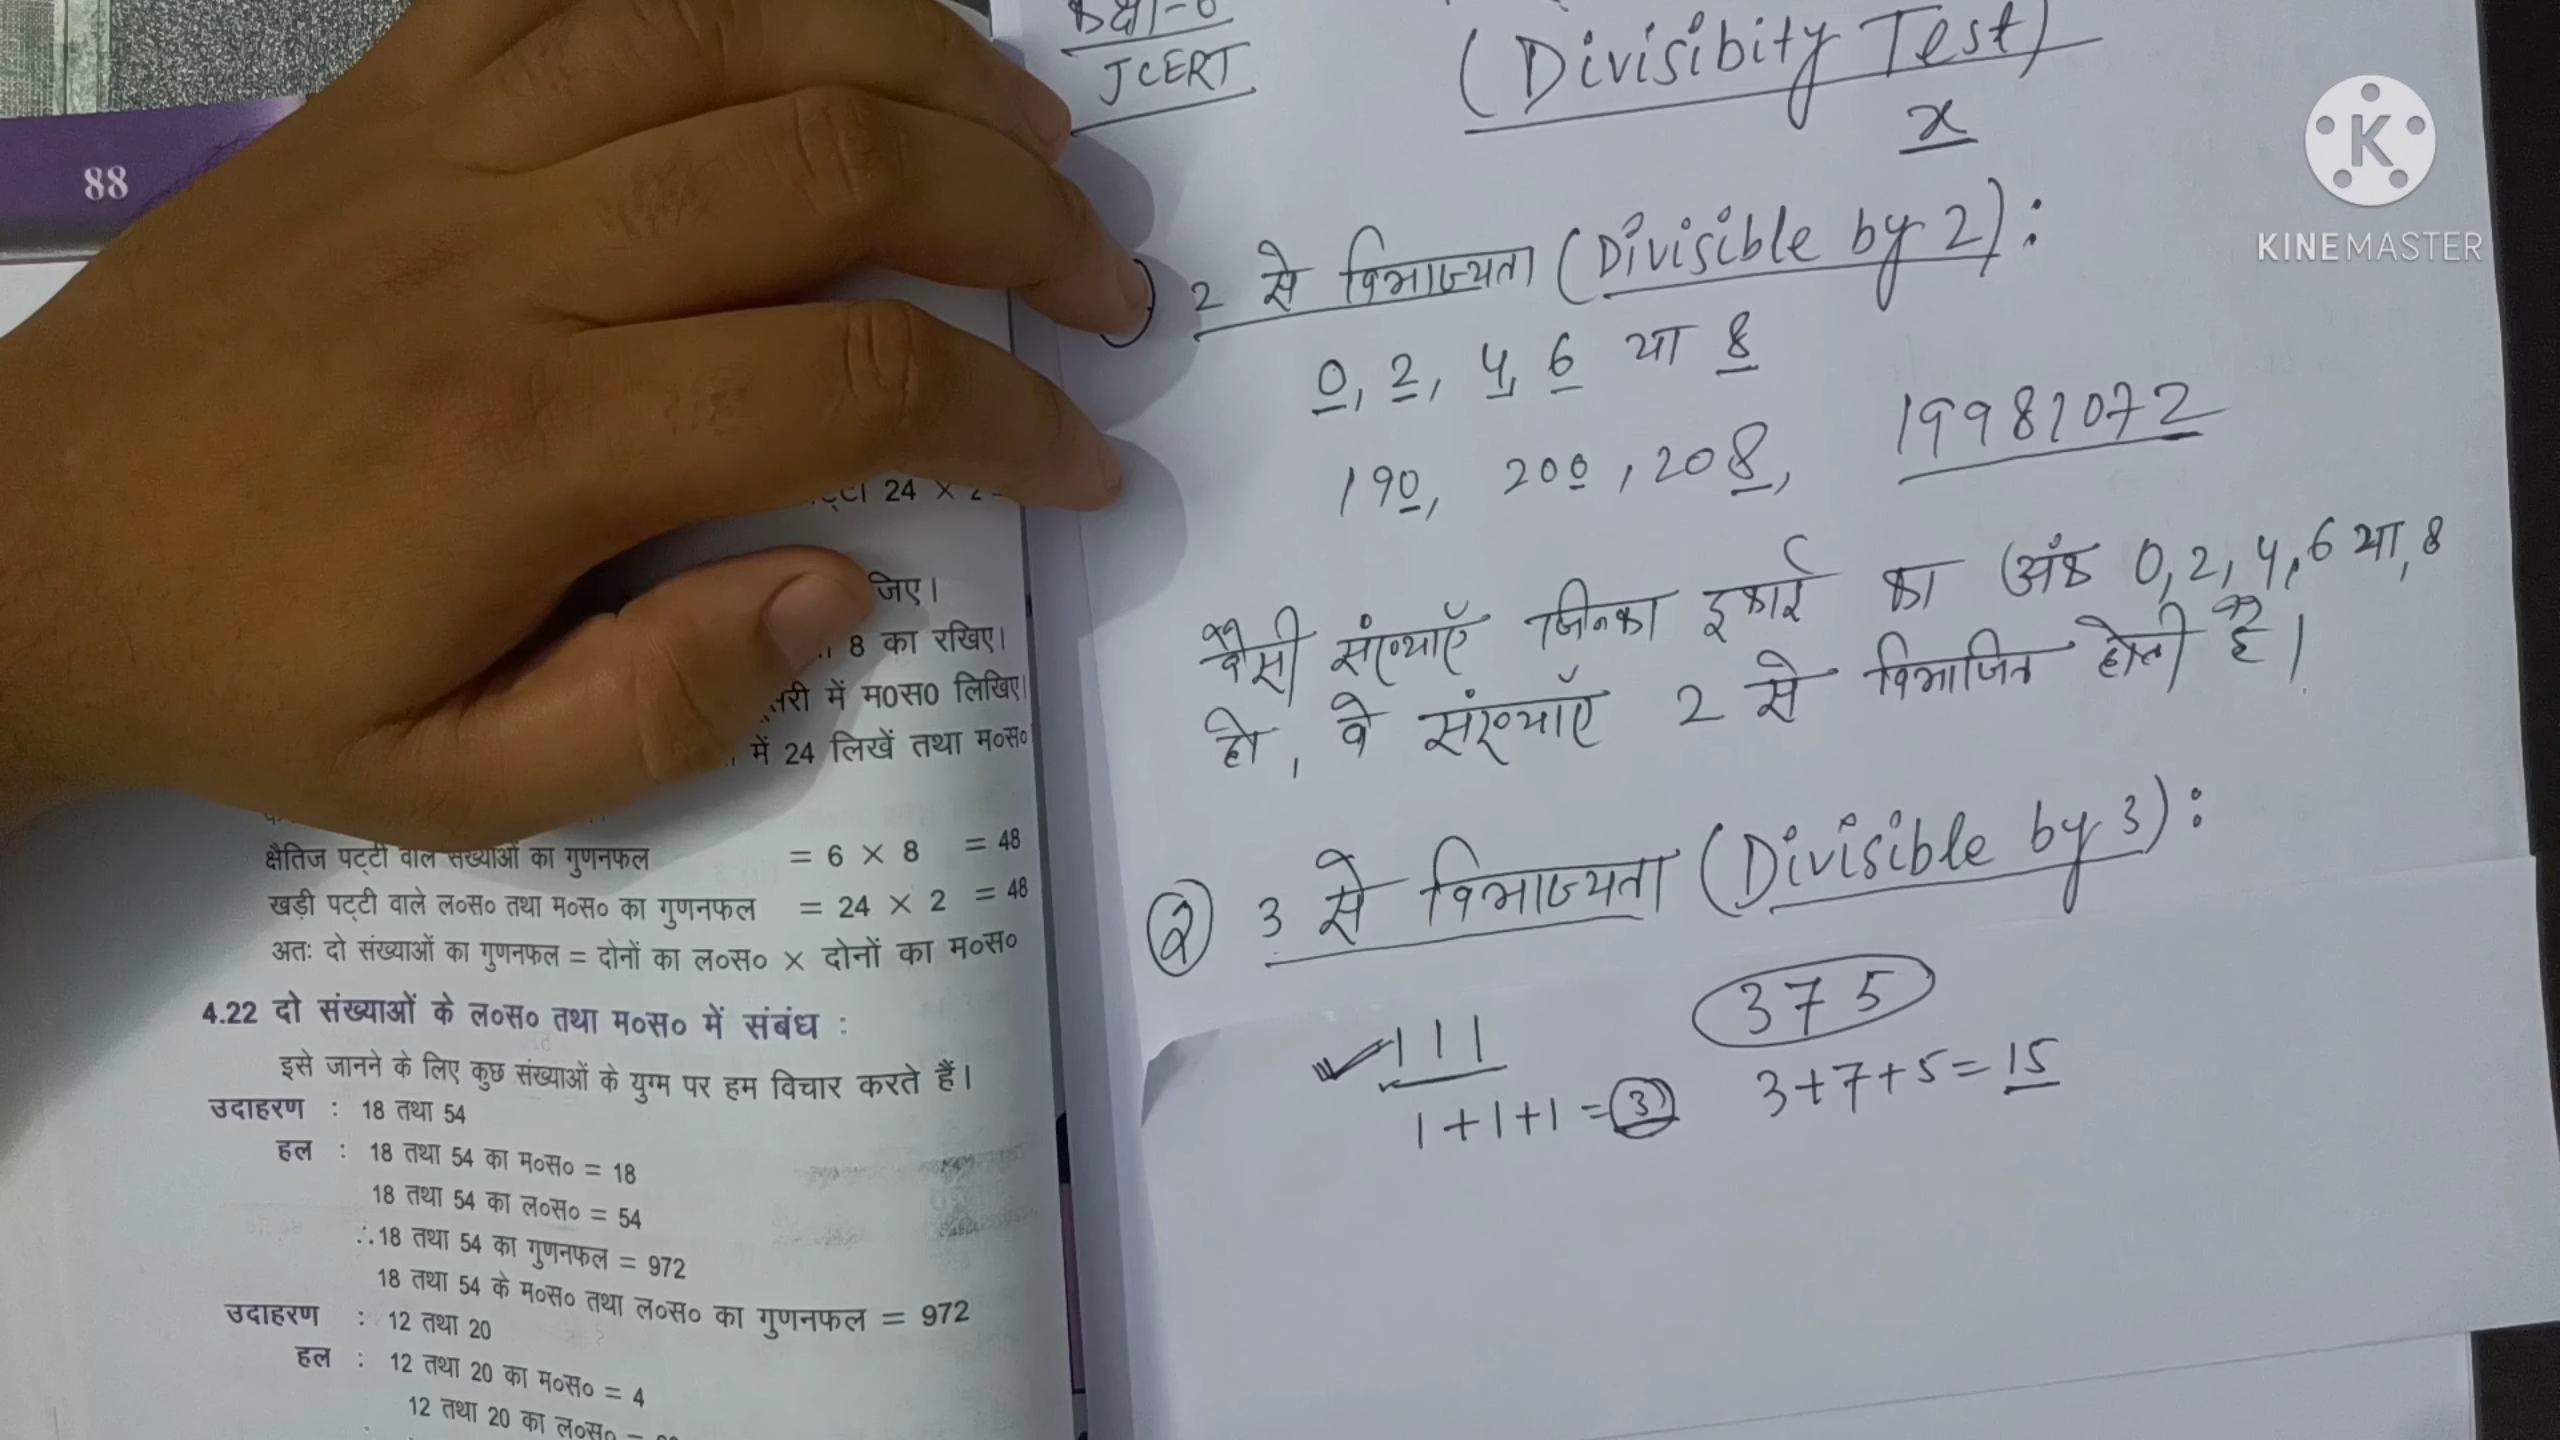 88
24 ×
जिए।
8 का रखिए।
में म०स० लिखिए।
में 24 लिखें तथा म०स०
क्षैतिज पट्टी वाले संख्याओं का गुणनफल = 6 × 8 = 48
खड़ी पट्टी वाले ल०स० तथा म०स० का गुणनफल = 24 × 2 = 48
अतः दो संख्याओं का गुणनफल = दोनों का ल०स० × दोनों का म०स०
4.22 दो संख्याओं के ल०स० तथा म०स० में संबंध :
इसे जानने के लिए कुछ संख्याओं के युग्म पर हम विचार करते हैं।
उदाहरण : 18 तथा 54
हल : 18 तथा 54 का म०स० = 18
18 तथा 54 का ल०स० = 54
∴18 तथा 54 का गुणनफल = 972
18 तथा 54 के म०स० तथा ल०स० का गुणनफल = 972
उदाहरण : 12 तथा 20
हल : 12 तथा 20 का म०स० = 4
12 तथा 20 का ल०स० =
JCERT
(Divisibity Test)
x
2 से विभाज्यता (Divisible by 2):
0, 2, 4, 6 या 8
190, 200, 208, 19981072
वैसी संख्याएँ जिनका इकाई का अंक 0, 2, 4, 6 या, 8
हो, वे संख्याएँ 2 से विभाजित होती है।
② 3 से विभाज्यता (Divisible by 3):
111 375
1+1+1=3 3+7+5=15
KINEMASTER